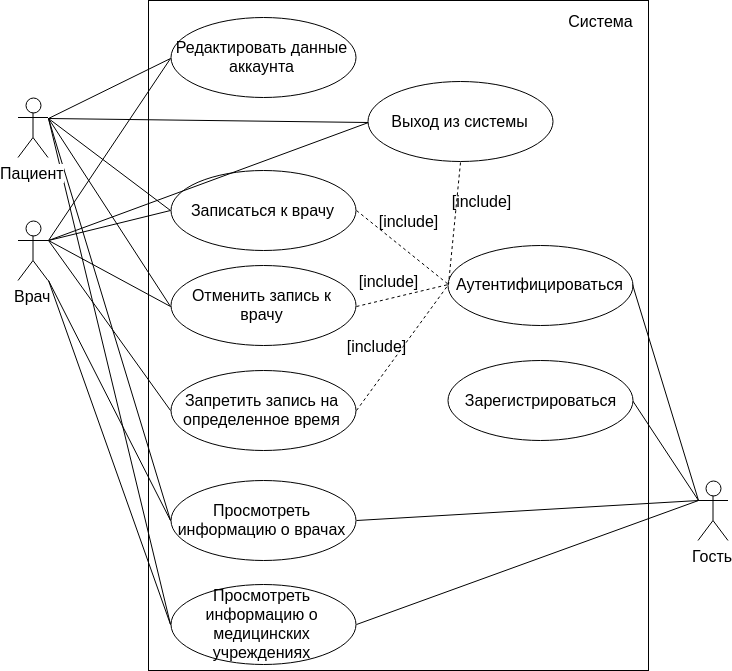 Система
Редактировать данные
аккаунта
Выход из системы
Пациент
Записаться к врачу
[include]
[include]
Врач
Отменить запись к
врачу
[include]
Аутентифицироваться
[include]
Запретить запись на
определенное время
Зарегистрироваться
Просмотреть
информацию о врачах
Гость
Просмотреть
информацию о
медицинских
учреждениях